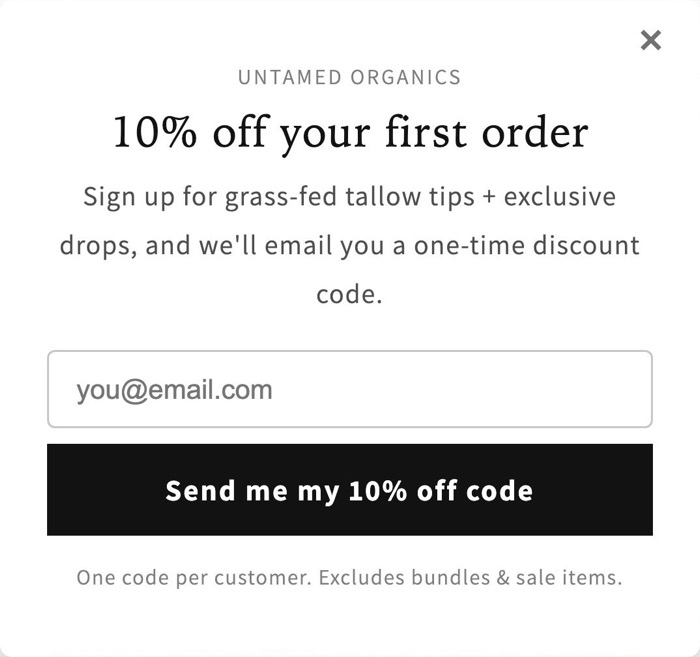 UNTAMED ORGANICS
10% off your first order
Sign up for grass-fed tallow tips + exclusive
drops, and we'll email you a one-time discount
code.
you@email.com
Send me my 10% off code
One code per customer. Excludes bundles & sale items.